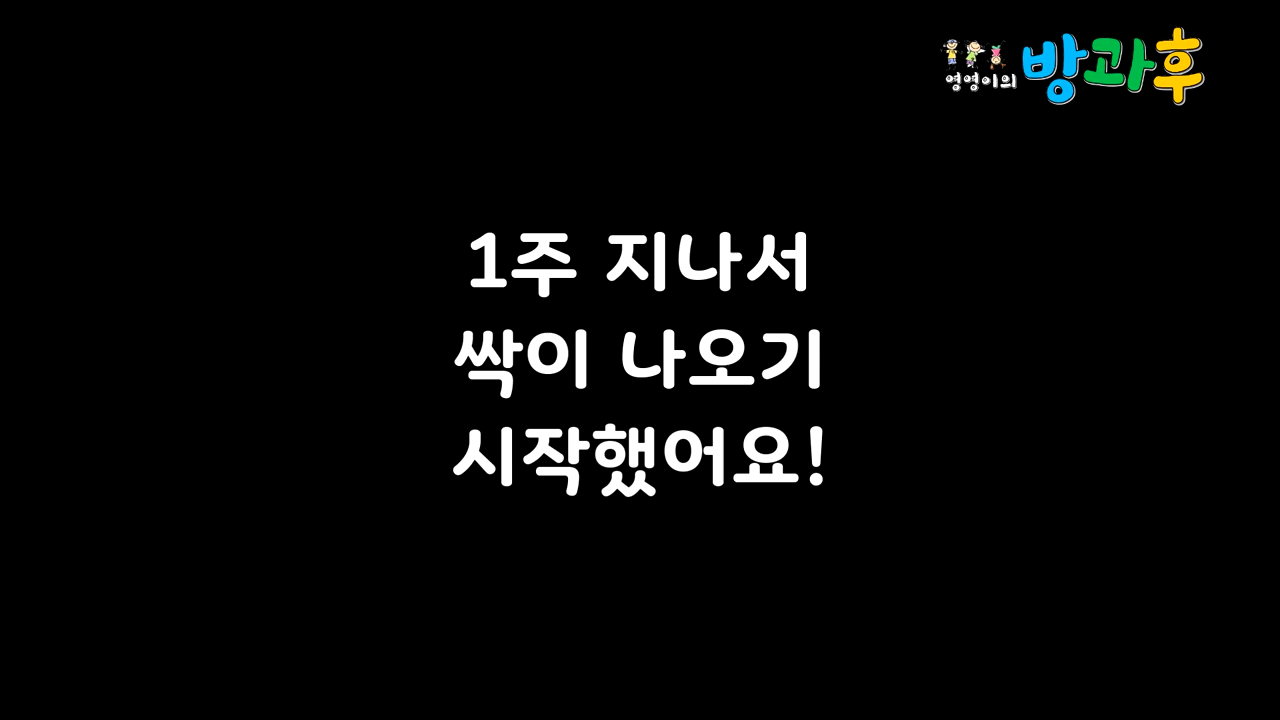 영영이의 방과후
1주 지나서
싹이 나오기
시작했어요!